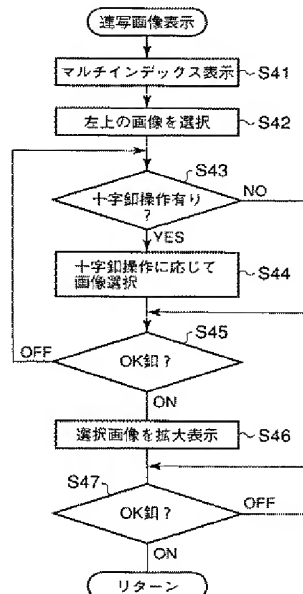 連写画像表示
マルチインデックス表示
S41
左上の画像を選択
S42
S43
十字釦操作有り
?
NO
YES
十字釦操作に応じて
画像選択
S44
S45
OK釦?
OFF
ON
選択画像を拡大表示
S46
S47
OK釦?
OFF
ON
リターン